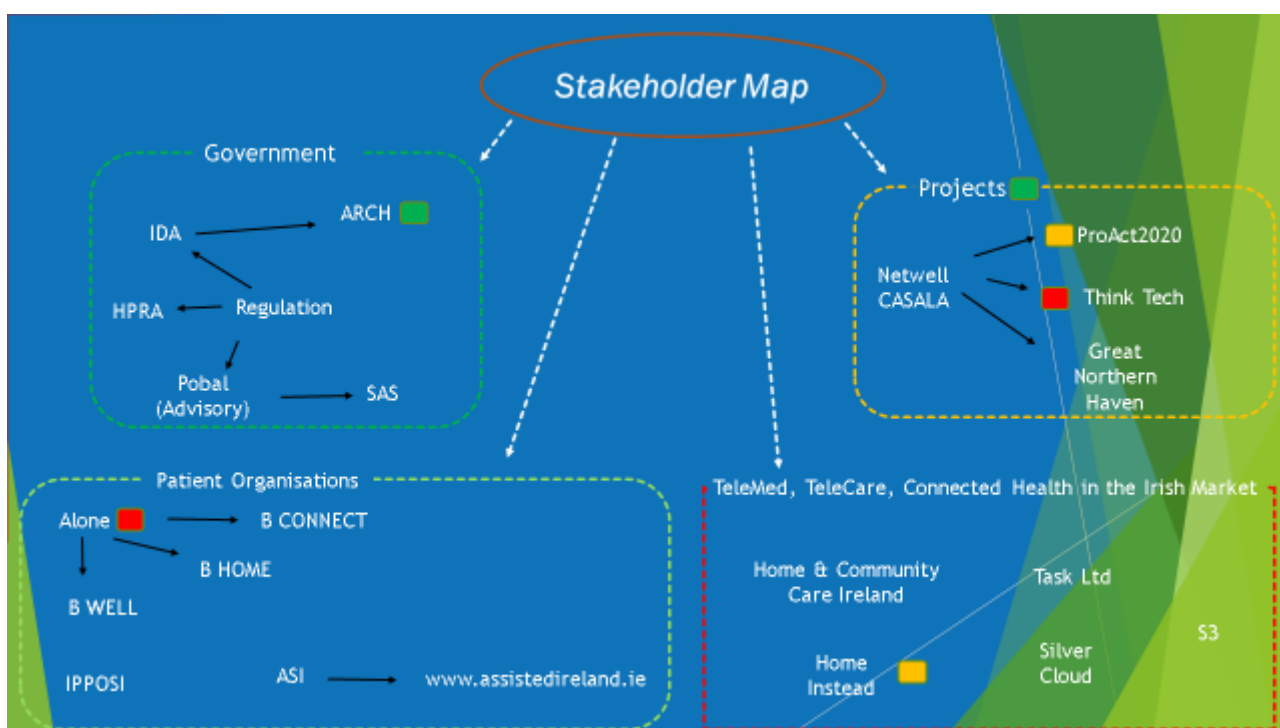 Stakeholder Map
Government
ARCH
IDA
HPRA
Regulation
Pobal
(Advisory)
SAS
Projects
ProAct2020
Netwell
CASALA
Think Tech
Great
Northern
Haven
Patient Organisations
Alone
B CONNECT
B HOME
B WELL
IPPOSI
ASI
www.assistedireland.ie
TeleMed, TeleCare, Connected Health in the Irish Market
Home & Community
Care Ireland
Task Ltd
S3
Home
Instead
Silver
Cloud